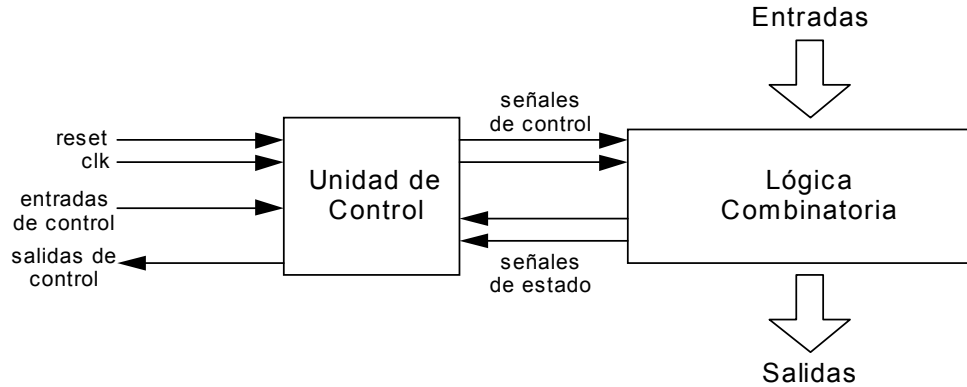 Entradas
señales
de control
reset
clk
entradas
de control
salidas de
control
Unidad de
Control
Lógica
Combinatoria
señales
de estado
Salidas